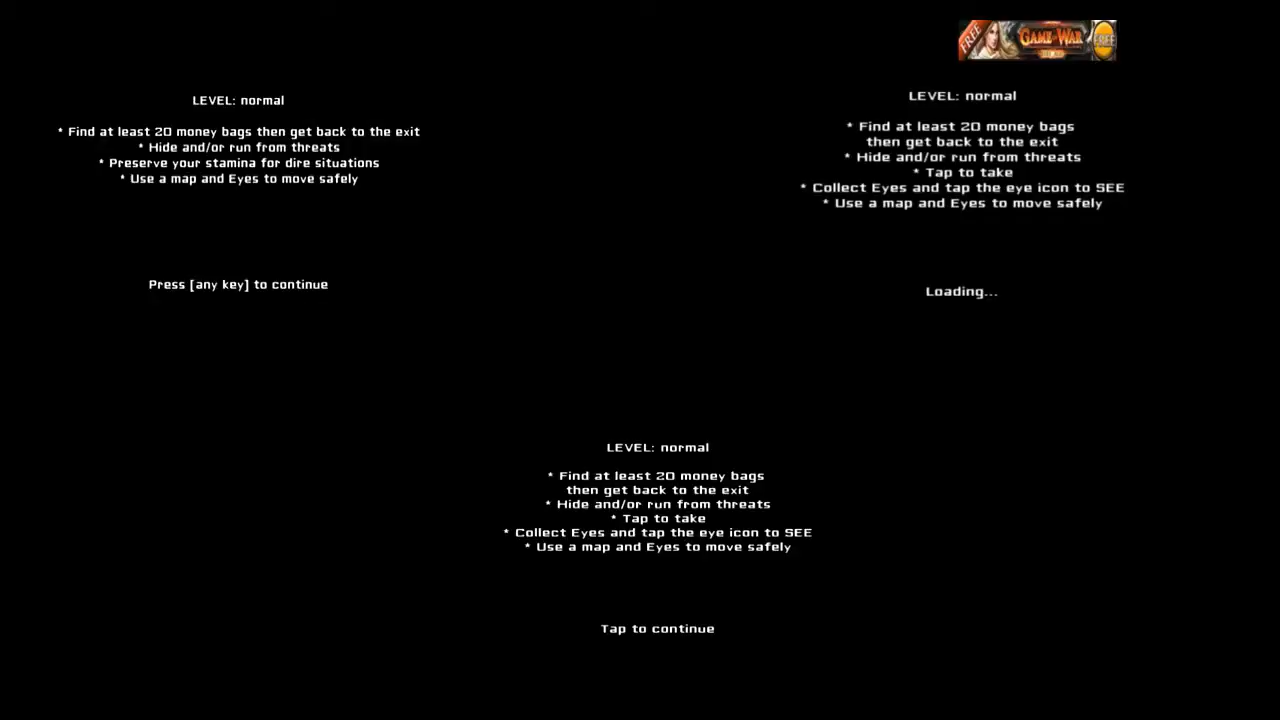 FREE
GAME OF WAR
FREE
LEVEL: normal
* Find at least 20 money bags then get back to the exit
* Hide and/or run from threats
* Preserve your stamina for dire situations
* Use a map and Eyes to move safely
Press [any key] to continue
LEVEL: normal
* Find at least 20 money bags
then get back to the exit
* Hide and/or run from threats
* Tap to take
* Collect Eyes and tap the eye icon to SEE
* Use a map and Eyes to move safely
Loading...
LEVEL: normal
* Find at least 20 money bags
then get back to the exit
* Hide and/or run from threats
* Tap to take
* Collect Eyes and tap the eye icon to SEE
* Use a map and Eyes to move safely
Tap to continue